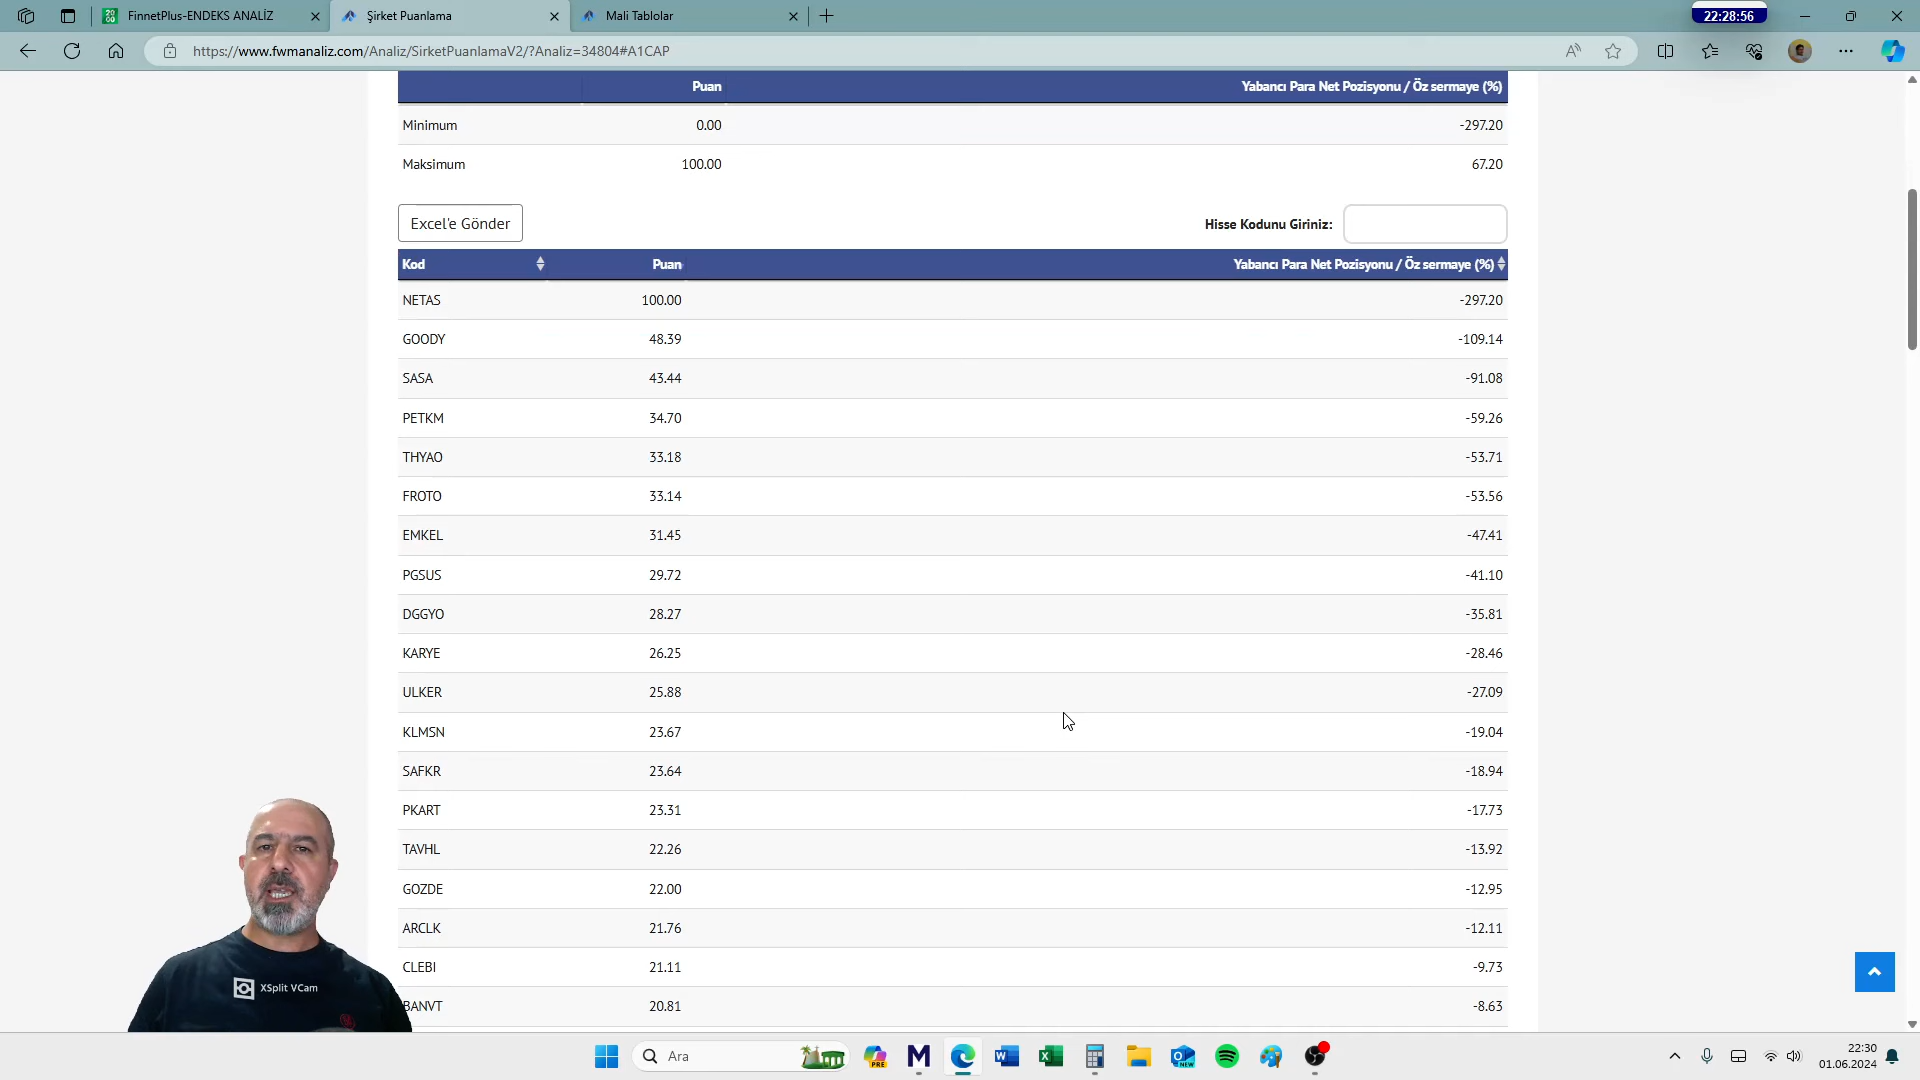 FinnetPlus-ENDEKS ANALİZ
Şirket Puanlama
Mali Tablolar
22:28:56
https://www.fwmanaliz.com/Analiz/SirketPuanlamaV2/?Analiz=34804#A1CAP
Puan Yabancı Para Net Pozisyonu / Öz sermaye (%)
Minimum 0.00 -297.20
Maksimum 100.00 67.20
Excel'e Gönder
Hisse Kodunu Giriniz:
Kod Puan Yabancı Para Net Pozisyonu / Öz sermaye (%)
NETAS 100.00 -297.20
GOODY 48.39 -109.14
SASA 43.44 -91.08
PETKM 34.70 -59.26
THYAO 33.18 -53.71
FROTO 33.14 -53.56
EMKEL 31.45 -47.41
PGSUS 29.72 -41.10
DGGYO 28.27 -35.81
KARYE 26.25 -28.46
ULKER 25.88 -27.09
KLMSN 23.67 -19.04
SAFKR 23.64 -18.94
PKART 23.31 -17.73
TAVHL 22.26 -13.92
GOZDE 22.00 -12.95
ARCLK 21.76 -12.11
CLEBI 21.11 -9.73
BANVT 20.81 -8.63
XSplit VCam
Ara
PRE
NEW
22:30
01.06.2024